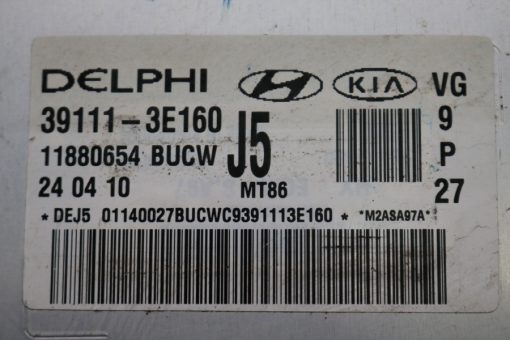 DELPHI KIA VG
39111-3E160 9
11880654 BUCW J5 P
24 04 10 MT86 27
*DEJ5 01140027BUCWC9391113E160* *M2ASA97A*